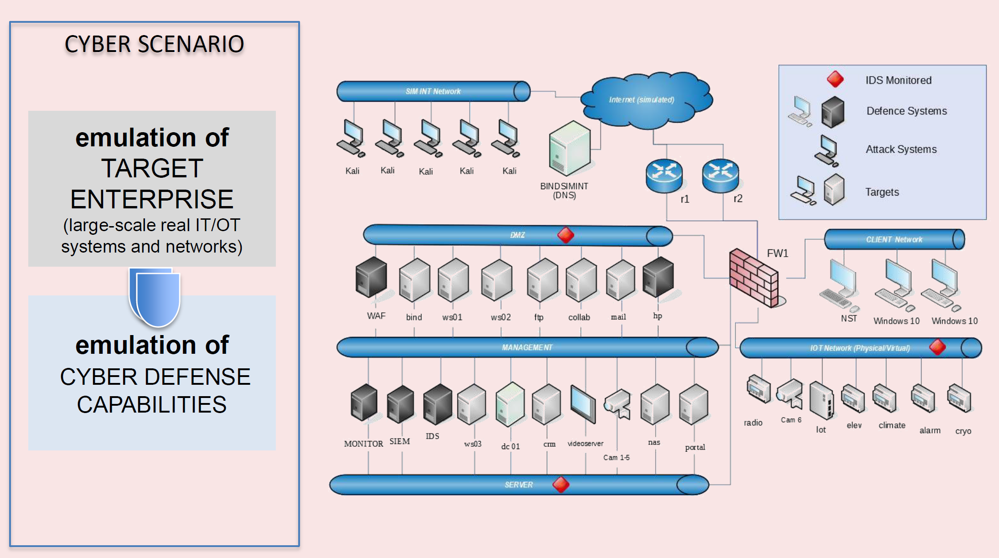 CYBER SCENARIO
emulation of
TARGET
ENTERPRISE
(large-scale real IT/OT
systems and networks)
emulation of
CYBER DEFENSE
CAPABILITIES
SIM INT Network
Internet (simulated)
Kali
Kali
Kali
Kali
Kali
BINDSIMINT
(DNS)
r1
r2
IDS Monitored
Defence Systems
Attack Systems
Targets
DMZ
FW1
CLIENT Network
WAF
bind
ws01
ws02
ftp
collab
mail
hp
NST
Windows 10
Windows 10
MANAGEMENT
IOT Network (Physical/Virtual)
MONITOR
SIEM
IDS
ws03
dc 01
crm
videoserver
Cam 1-5
nas
portal
radio
Cam 6
Iot
elev
climate
alarm
cryo
SERVER